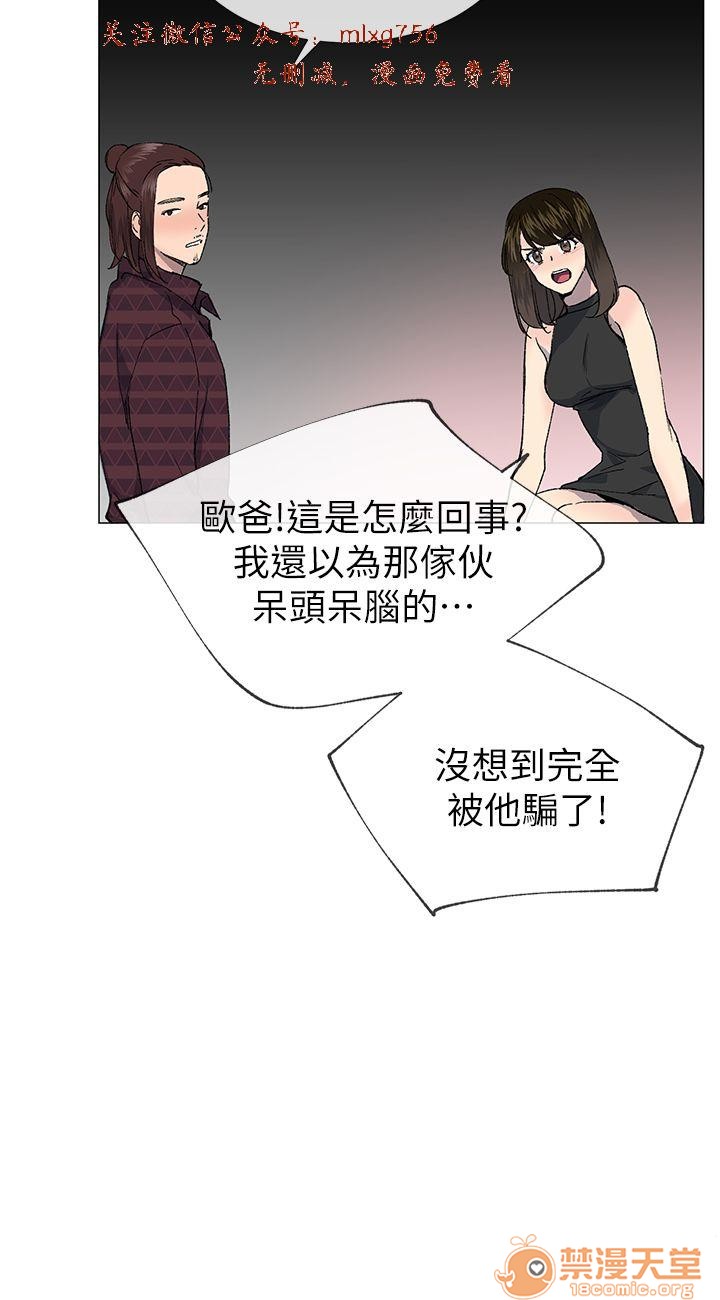 关注微信公众号：mlxg756
无删减，漫画免费看
歐爸!這是怎麼回事?
我還以為那傢伙
呆頭呆腦的⋯
沒想到完全
被他騙了!
禁漫天堂
18comic.org